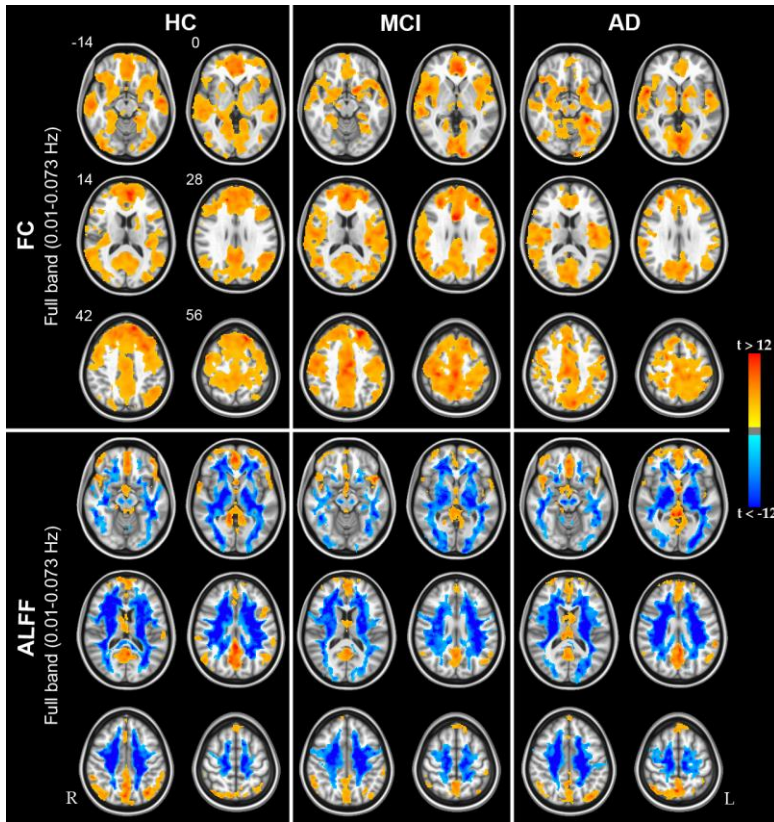 HC MCI AD
-14 0
14 28
42 56
FC
Full band (0.01-0.073 Hz)
t > 12
t < -12
ALFF
Full band (0.01-0.073 Hz)
R L